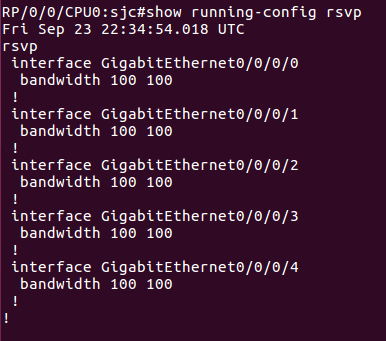 RP/0/0/CPU0:sjc#show running-config rsvp
Fri Sep 23 22:34:54.018 UTC
rsvp
 interface GigabitEthernet0/0/0/0
  bandwidth 100 100
 !
 interface GigabitEthernet0/0/0/1
  bandwidth 100 100
 !
 interface GigabitEthernet0/0/0/2
  bandwidth 100 100
 !
 interface GigabitEthernet0/0/0/3
  bandwidth 100 100
 !
 interface GigabitEthernet0/0/0/4
  bandwidth 100 100
 !
!